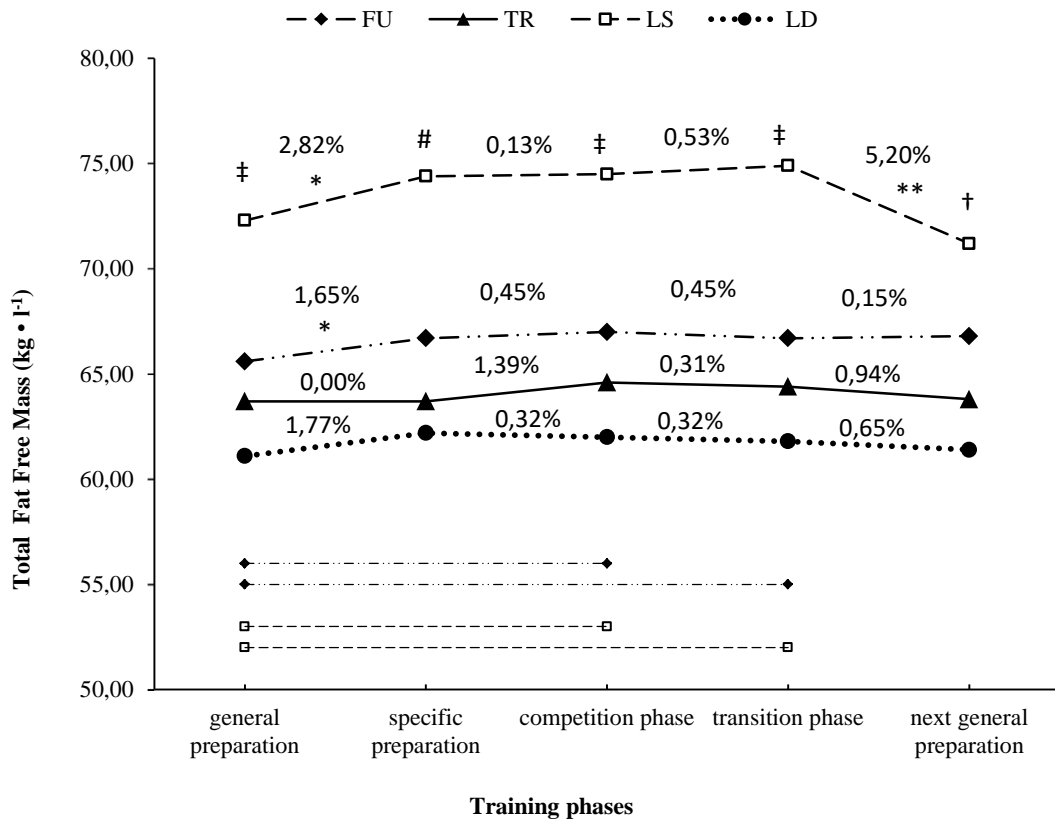 FU TR LS LD
80,00
75,00
70,00
65,00
60,00
55,00
50,00
Total Fat Free Mass (kg • l-1)
‡ 2,82% * # 0,13% ‡ 0,53% ‡ 5,20% ** †
1,65% * 0,45% 0,45% 0,15%
0,00% 1,39% 0,31% 0,94%
1,77% 0,32% 0,32% 0,65%
general
preparation
specific
preparation
competition phase
transition phase
next general
preparation
Training phases